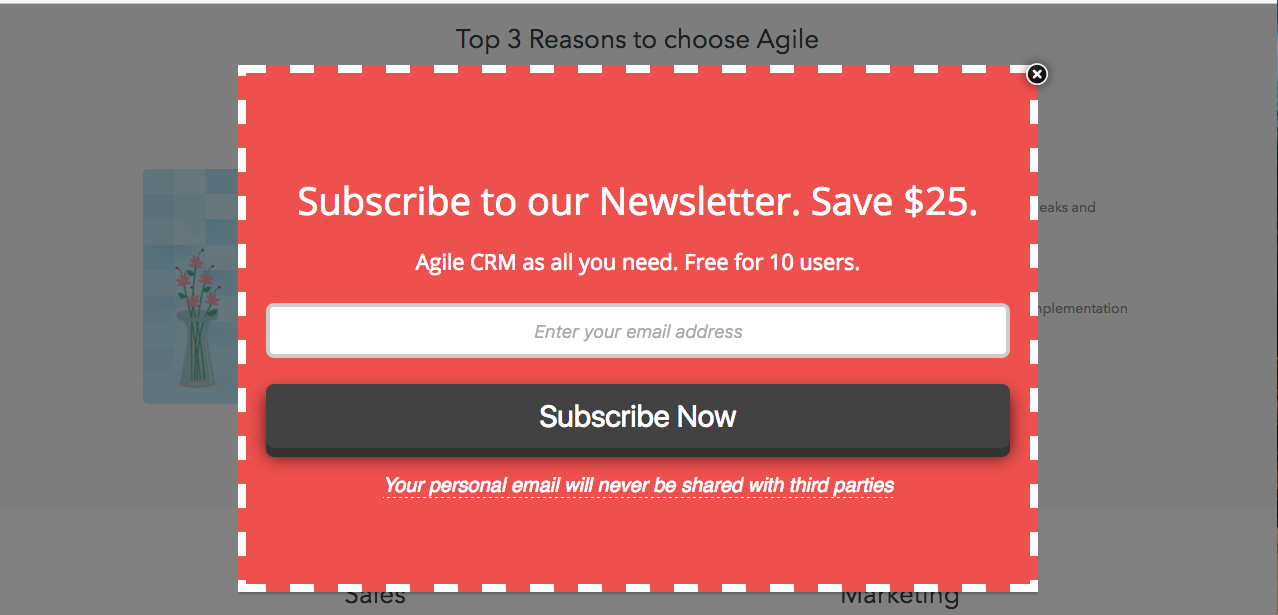 Top 3 Reasons to choose Agile
Subscribe to our Newsletter. Save $25.
eaks and
Agile CRM as all you need. Free for 10 users.
mplementation
Enter your email address
Subscribe Now
Your personal email will never be shared with third parties
Sales
Marketing